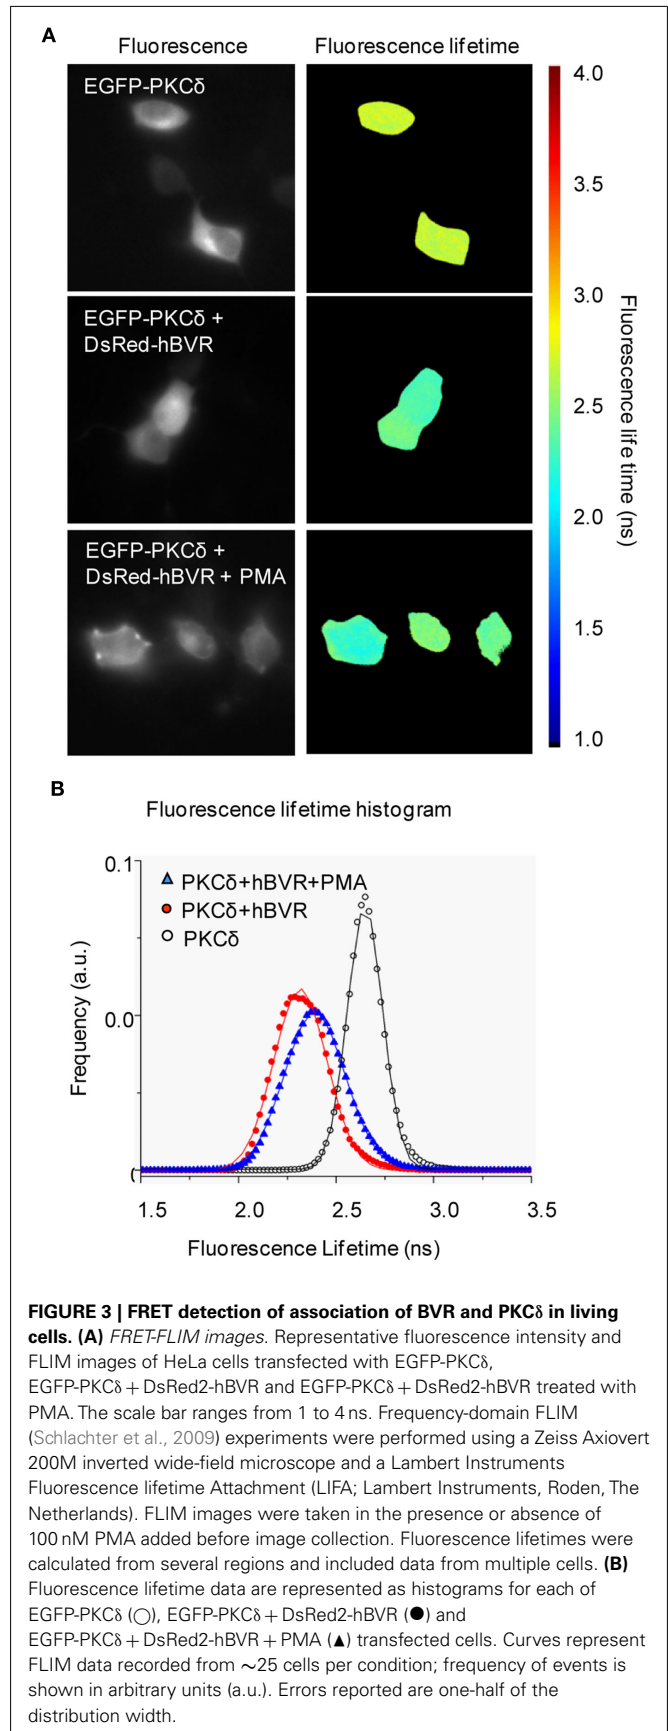 A
Fluorescence
Fluorescence lifetime
EGFP-PKCδ
EGFP-PKCδ +
DsRed-hBVR
EGFP-PKCδ +
DsRed-hBVR + PMA
4.0
3.5
3.0
2.5
2.0
1.5
1.0
Fluorescence life time (ns)
B
Fluorescence lifetime histogram
0.1
0.0
(
Frequency (a.u.)
PKCδ+hBVR+PMA
PKCδ+hBVR
PKCδ
1.5 2.0 2.5 3.0 3.5
Fluorescence Lifetime (ns)
FIGURE 3 | FRET detection of association of BVR and PKCδ in living
cells. (A) FRET-FLIM images. Representative fluorescence intensity and
FLIM images of HeLa cells transfected with EGFP-PKCδ,
EGFP-PKCδ + DsRed2-hBVR and EGFP-PKCδ + DsRed2-hBVR treated with
PMA. The scale bar ranges from 1 to 4 ns. Frequency-domain FLIM
(Schlachter et al., 2009) experiments were performed using a Zeiss Axiovert
200M inverted wide-field microscope and a Lambert Instruments
Fluorescence lifetime Attachment (LIFA; Lambert Instruments, Roden, The
Netherlands). FLIM images were taken in the presence or absence of
100 nM PMA added before image collection. Fluorescence lifetimes were
calculated from several regions and included data from multiple cells. (B)
Fluorescence lifetime data are represented as histograms for each of
EGFP-PKCδ (○), EGFP-PKCδ + DsRed2-hBVR (●) and
EGFP-PKCδ + DsRed2-hBVR + PMA (▲) transfected cells. Curves represent
FLIM data recorded from ~25 cells per condition; frequency of events is
shown in arbitrary units (a.u.). Errors reported are one-half of the
distribution width.